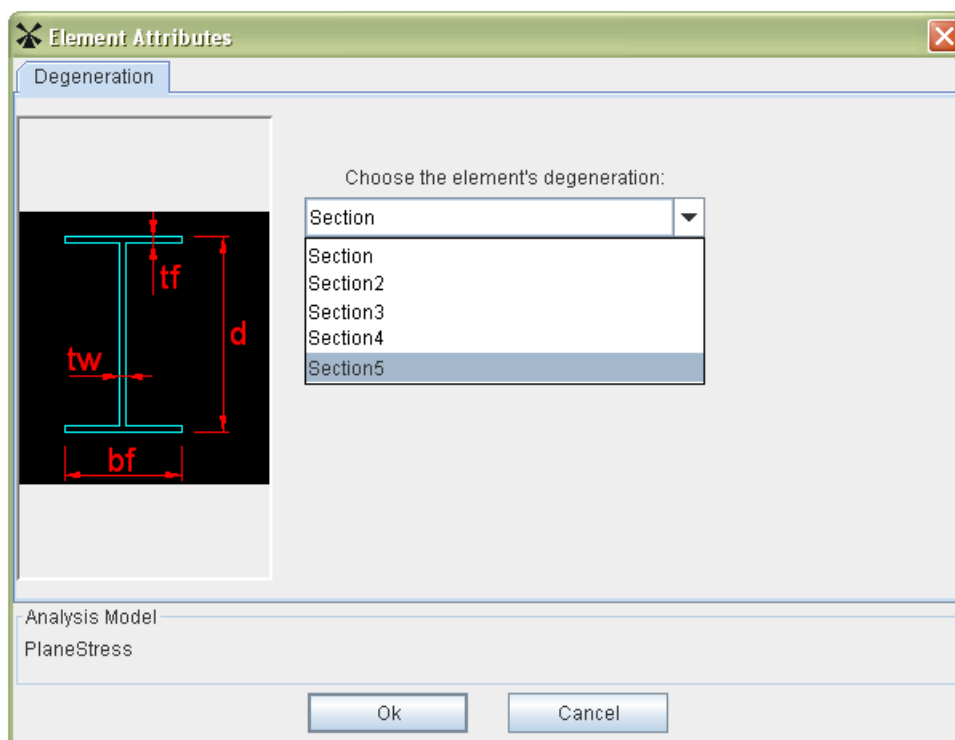 Element Attributes
Degeneration
Choose the element's degeneration:
Section
Section
Section2
Section3
Section4
Section5
tf
d
tw
bf
Analysis Model
PlaneStress
Ok
Cancel